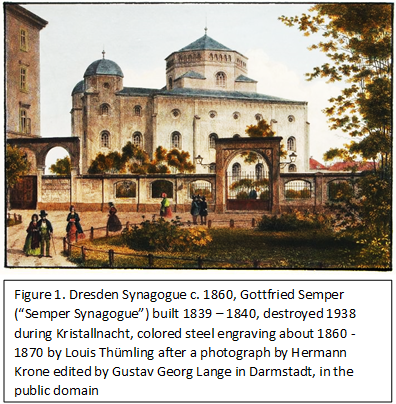 Figure 1. Dresden Synagogue c. 1860, Gottfried Semper
(“Semper Synagogue”) built 1839 – 1840, destroyed 1938
during Kristallnacht, colored steel engraving about 1860 -
1870 by Louis Thümling after a photograph by Hermann
Krone edited by Gustav Georg Lange in Darmstadt, in the
public domain